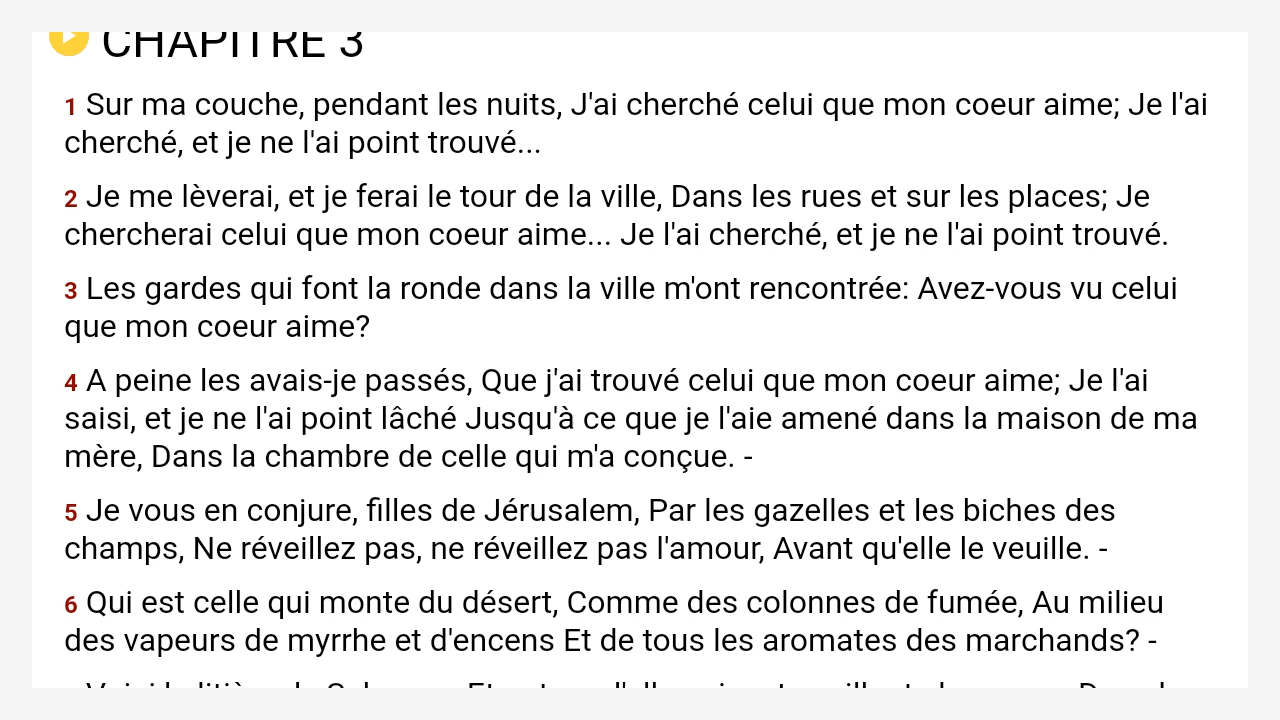 CHAPITRE 3
1 Sur ma couche, pendant les nuits, J'ai cherché celui que mon coeur aime; Je l'ai
cherché, et je ne l'ai point trouvé...
2 Je me lèverai, et je ferai le tour de la ville, Dans les rues et sur les places; Je
chercherai celui que mon coeur aime... Je l'ai cherché, et je ne l'ai point trouvé.
3 Les gardes qui font la ronde dans la ville m'ont rencontrée: Avez-vous vu celui
que mon coeur aime?
4 A peine les avais-je passés, Que j'ai trouvé celui que mon coeur aime; Je l'ai
saisi, et je ne l'ai point lâché Jusqu'à ce que je l'aie amené dans la maison de ma
mère, Dans la chambre de celle qui m'a conçue. -
5 Je vous en conjure, filles de Jérusalem, Par les gazelles et les biches des
champs, Ne réveillez pas, ne réveillez pas l'amour, Avant qu'elle le veuille. -
6 Qui est celle qui monte du désert, Comme des colonnes de fumée, Au milieu
des vapeurs de myrrhe et d'encens Et de tous les aromates des marchands? -